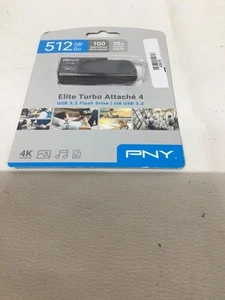 512 GB
Go
100
10x
PNY
Elite Turbo Attaché 4
USB 3.2 Flash Drive | Clé USB 3.2
PNY
4K